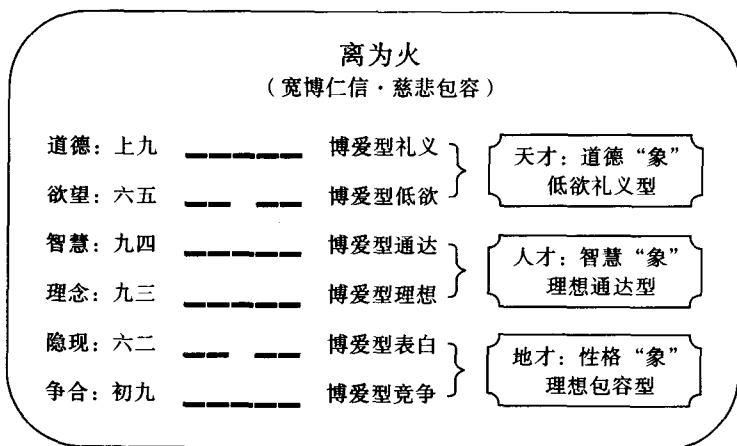 离为火
（宽博仁信·慈悲包容）
道德：上九 博爱型礼义
欲望：六五 博爱型低欲
天才：道德“象”
低欲礼义型
智慧：九四 博爱型通达
理念：九三 博爱型理想
人才：智慧“象”
理想通达型
隐现：六二 博爱型表白
争合：初九 博爱型竞争
地才：性格“象”
理想包容型